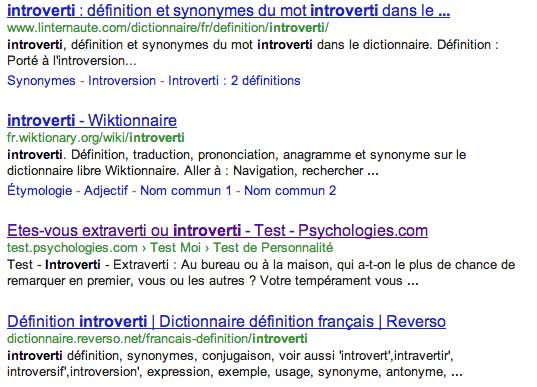 introverti : définition et synonymes du mot introverti dans le ...
www.linternaute.com/dictionnaire/fr/definition/introverti/
introverti, définition et synonymes du mot introverti dans le dictionnaire. Définition :
Porté à l'introversion...
Synonymes - Introversion - Introverti : 2 définitions
introverti - Wiktionnaire
fr.wiktionary.org/wiki/introverti
introverti. Définition, traduction, prononciation, anagramme et synonyme sur le
dictionnaire libre Wiktionnaire. Aller à : Navigation, rechercher ...
Étymologie - Adjectif - Nom commun 1 - Nom commun 2
Etes-vous extraverti ou introverti - Test - Psychologies.com
test.psychologies.com › Test Moi › Test de Personnalité
Test - Introverti - Extraverti : Au bureau ou à la maison, qui a-t-on le plus de chance de
remarquer en premier, vous ou les autres ? Votre tempérament vous ...
Définition introverti | Dictionnaire définition français | Reverso
dictionnaire.reverso.net/francais-definition/introverti
introverti définition, synonymes, conjugaison, voir aussi 'introvert',intravertir',
introversif',introversion', expression, exemple, usage, synonyme, antonyme, ...